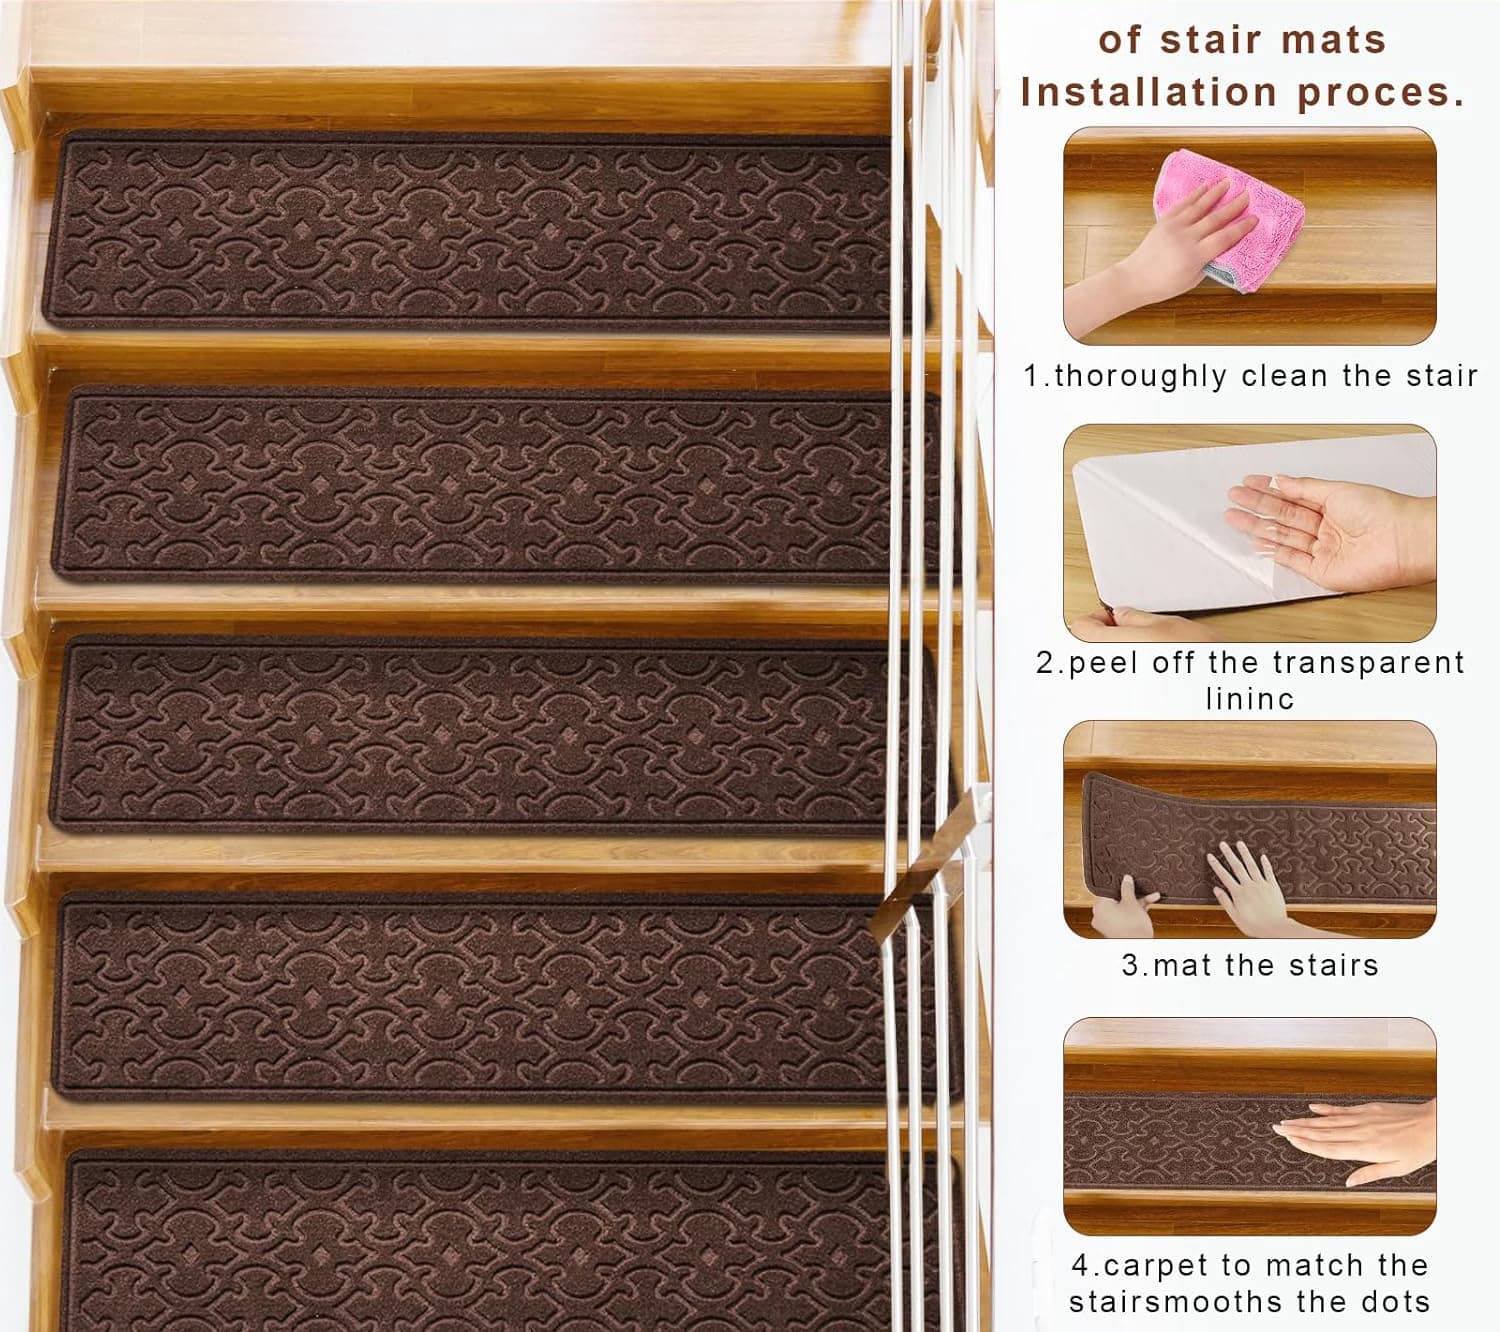 of stair mats
Installation proces.
1.thoroughly clean the stair
2.peel off the transparent
lininc
3.mat the stairs
4.carpet to match the
stairsmooths the dots